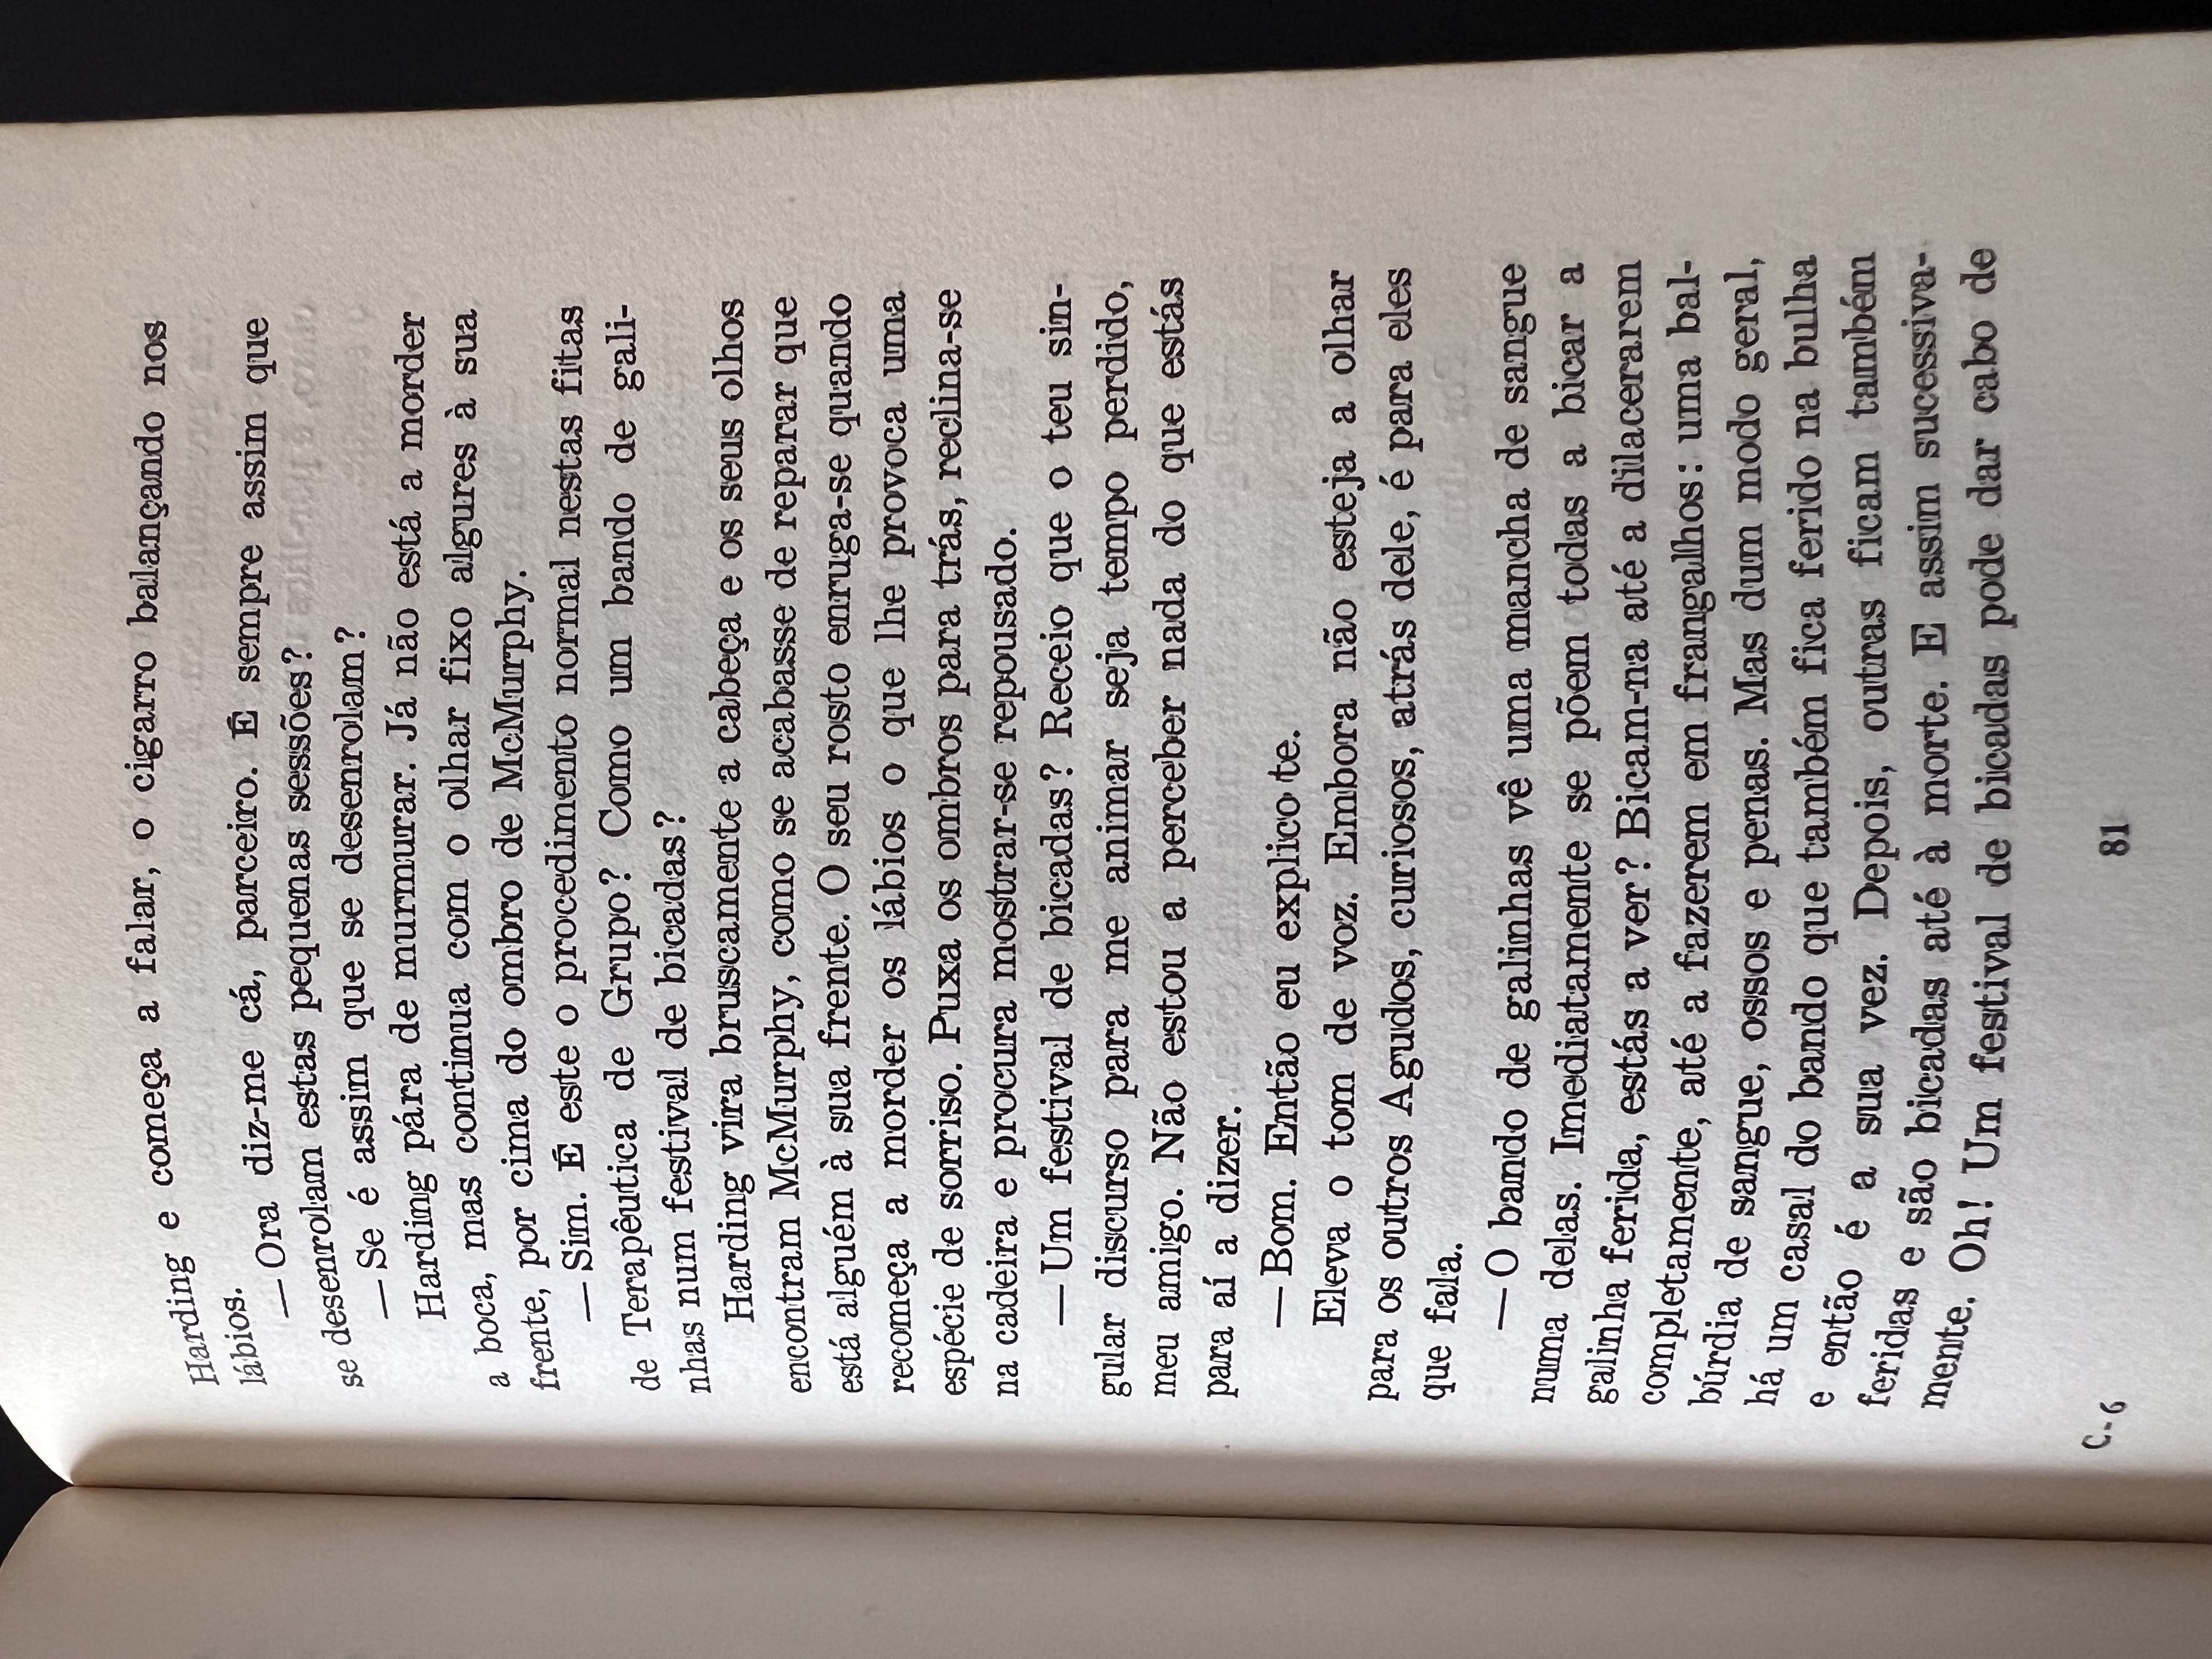 Harding e começa a falar, o cigarro balançando nos
lábios.
— Ora diz-me cá, parceiro. É sempre assim que
se desenrolam estas pequenas sessões?
— Se é assim que se desenrolam?
Harding pára de murmurar. Já não está a morder
a boca, mas continua com o olhar fixo algures à sua
frente, por cima do ombro de McMurphy.
— Sim. É este o procedimento normal nestas fitas
de Terapêutica de Grupo? Como um bando de gali-
nhas num festival de bicadas?
Harding vira bruscamente a cabeça e os seus olhos
encontram McMurphy, como se acabasse de reparar que
está alguém à sua frente. O seu rosto enruga-se quando
recomeça a morder os lábios o que lhe provoca uma
espécie de sorriso. Puxa os ombros para trás, reclina-se
na cadeira e procura mostrar-se repousado.
— Um festival de bicadas? Receio que o teu sin-
gular discurso para me animar seja tempo perdido,
meu amigo. Não estou a perceber nada do que estás
para aí a dizer.
— Bom. Então eu explico-te.
Eleva o tom de voz. Embora não esteja a olhar
para os outros Agudos, curiosos, atrás dele, é para eles
que fala.
— O bando de galinhas vê uma mancha de sangue
numa delas. Imediatamente se põem todas a bicar a
galinha ferida, estás a ver? Bicam-na até a dilacerarem
completamente, até a fazerem em frangalhos: uma bal-
búrdia de sangue, ossos e penas. Mas dum modo geral,
há um casal do bando que também fica ferido na bulha
e então é a sua vez. Depois, outras ficam também
feridas e são bicadas até à morte. E assim sucessiva-
mente. Oh! Um festival de bicadas pode dar cabo de
C-6
81